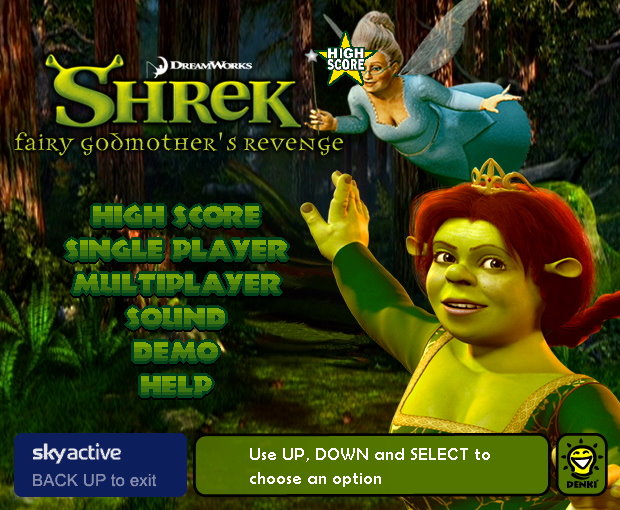 HIGH
SCORE
DREAMWORKS
SHREK
fairy godmother's revenge
HIGH SCORE
SINGLE PLAYER
MULTIPLAYER
SOUND
DEMO
HELP
skyactive
BACK UP to exit
Use UP, DOWN and SELECT to
choose an option
DENKI